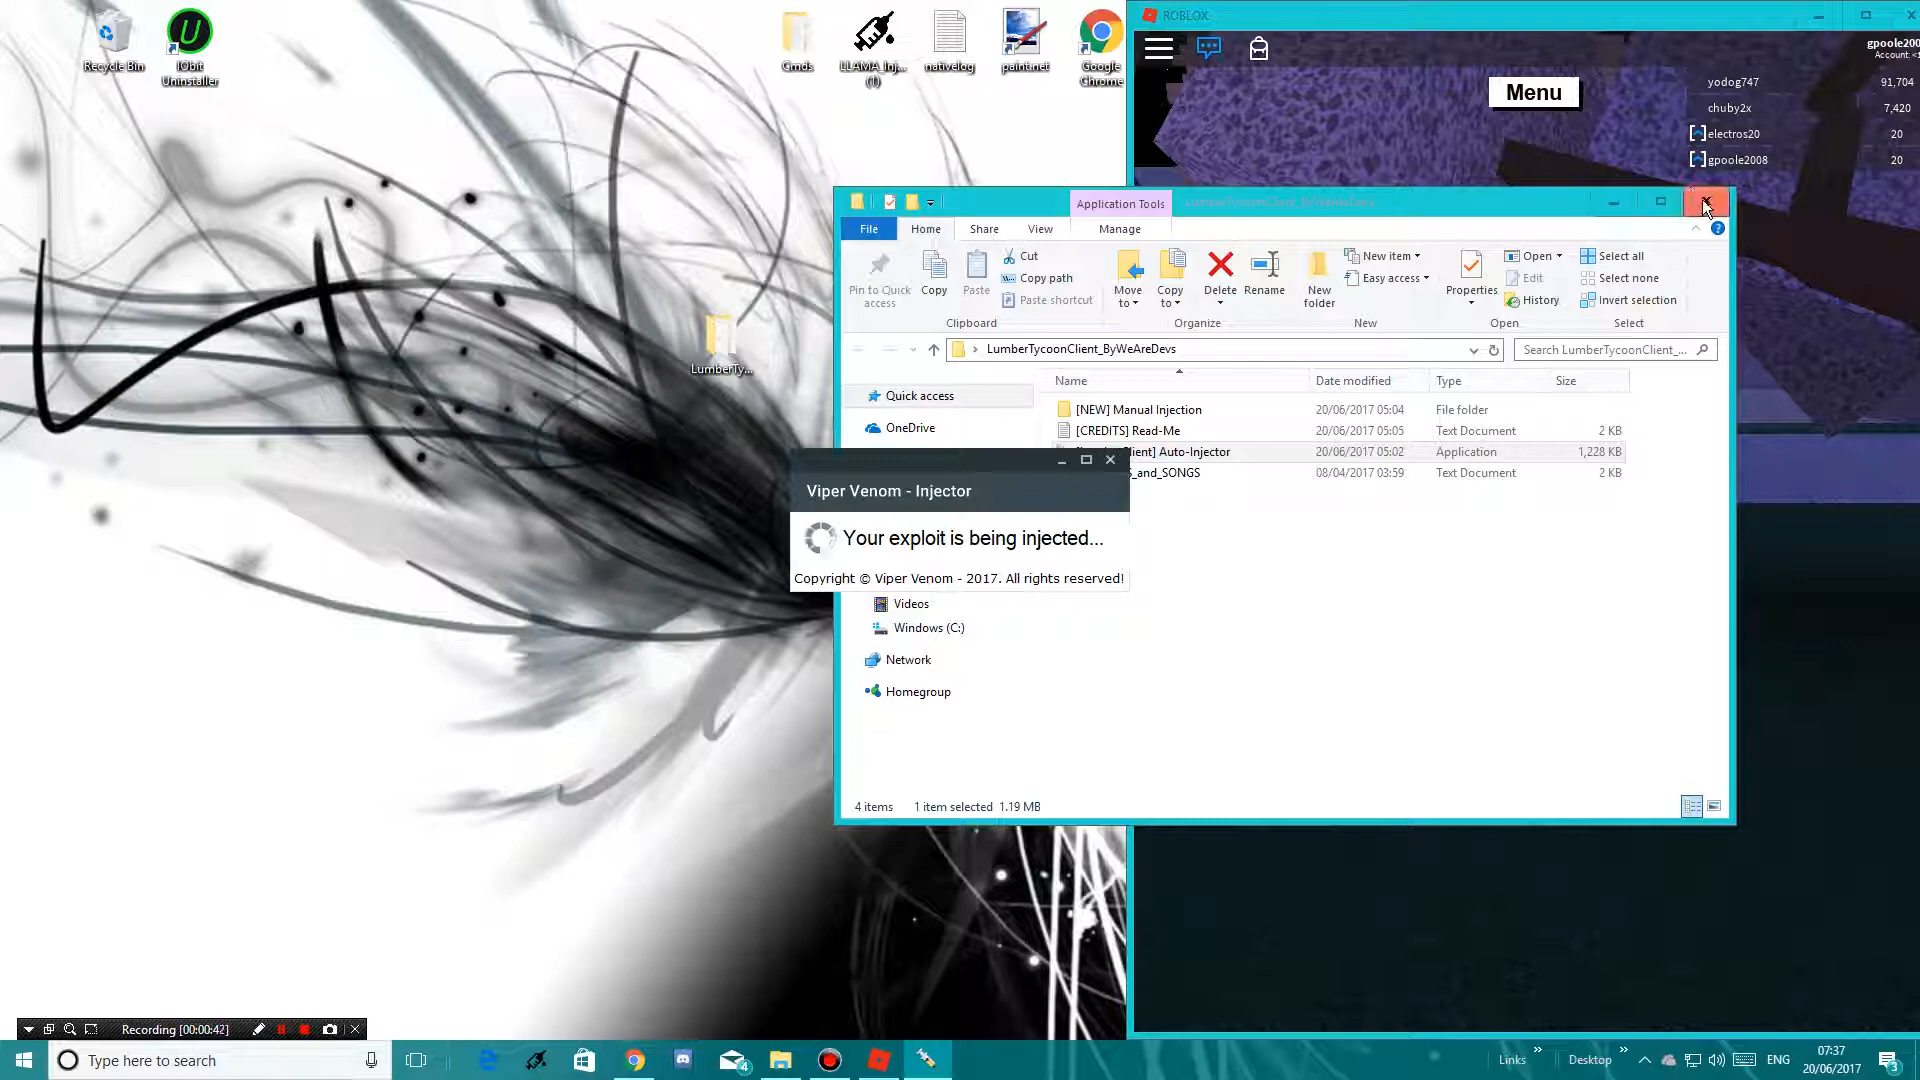 Recycle Bin
IObit
Uninstaller
Cmds
LLAMA_Inj...
(1)
nativelog
paint.net
Google
Chrome
LumberTy...
ROBLOX
gpoole200
Account: <1
Menu
yodog747 91,704
chuby2x 7,420
electros20 20
gpoole2008 20
Application Tools
LumberTycoonClient_ByWeAreDevs
File Home Share View Manage
Pin to Quick
access
Copy
Paste
Cut
Copy path
Paste shortcut
Clipboard
Move
to
Copy
to
Delete
Rename
Organize
New
folder
New item
Easy access
New
Properties
Open
Edit
History
Open
Select all
Select none
Invert selection
Select
LumberTycoonClient_ByWeAreDevs
Search LumberTycoonClient_...
Name Date modified Type Size
Quick access
OneDrive
[NEW] Manual Injection 20/06/2017 05:04 File folder
[CREDITS] Read-Me 20/06/2017 05:05 Text Document 2 KB
lient] Auto-Injector 20/06/2017 05:02 Application 1,228 KB
_and_SONGS 08/04/2017 03:59 Text Document 2 KB
Viper Venom - Injector
Your exploit is being injected...
Copyright © Viper Venom - 2017. All rights reserved!
Videos
Windows (C:)
Network
Homegroup
4 items 1 item selected 1.19 MB
Recording [00:00:42]
Type here to search
4
Links »
Desktop »
ENG
07:37
20/06/2017
3